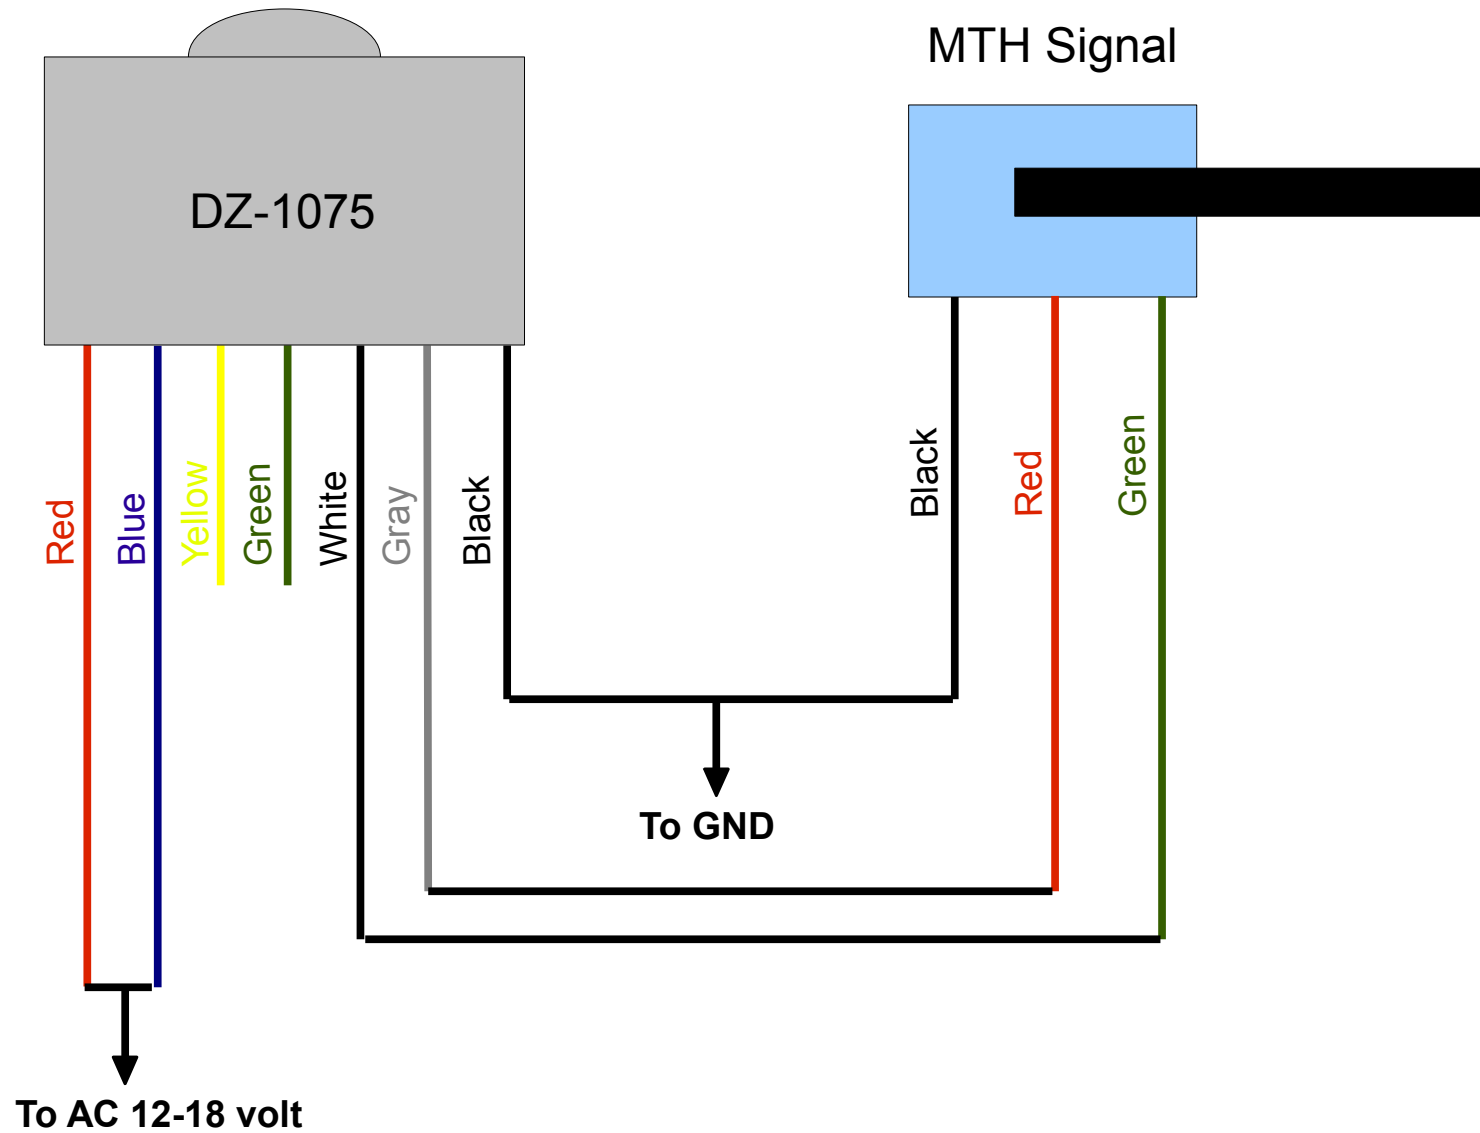 MTH Signal
DZ-1075
Red
Blue
Yellow
Green
White
Gray
Black
Black
Red
Green
To GND
To AC 12-18 volt